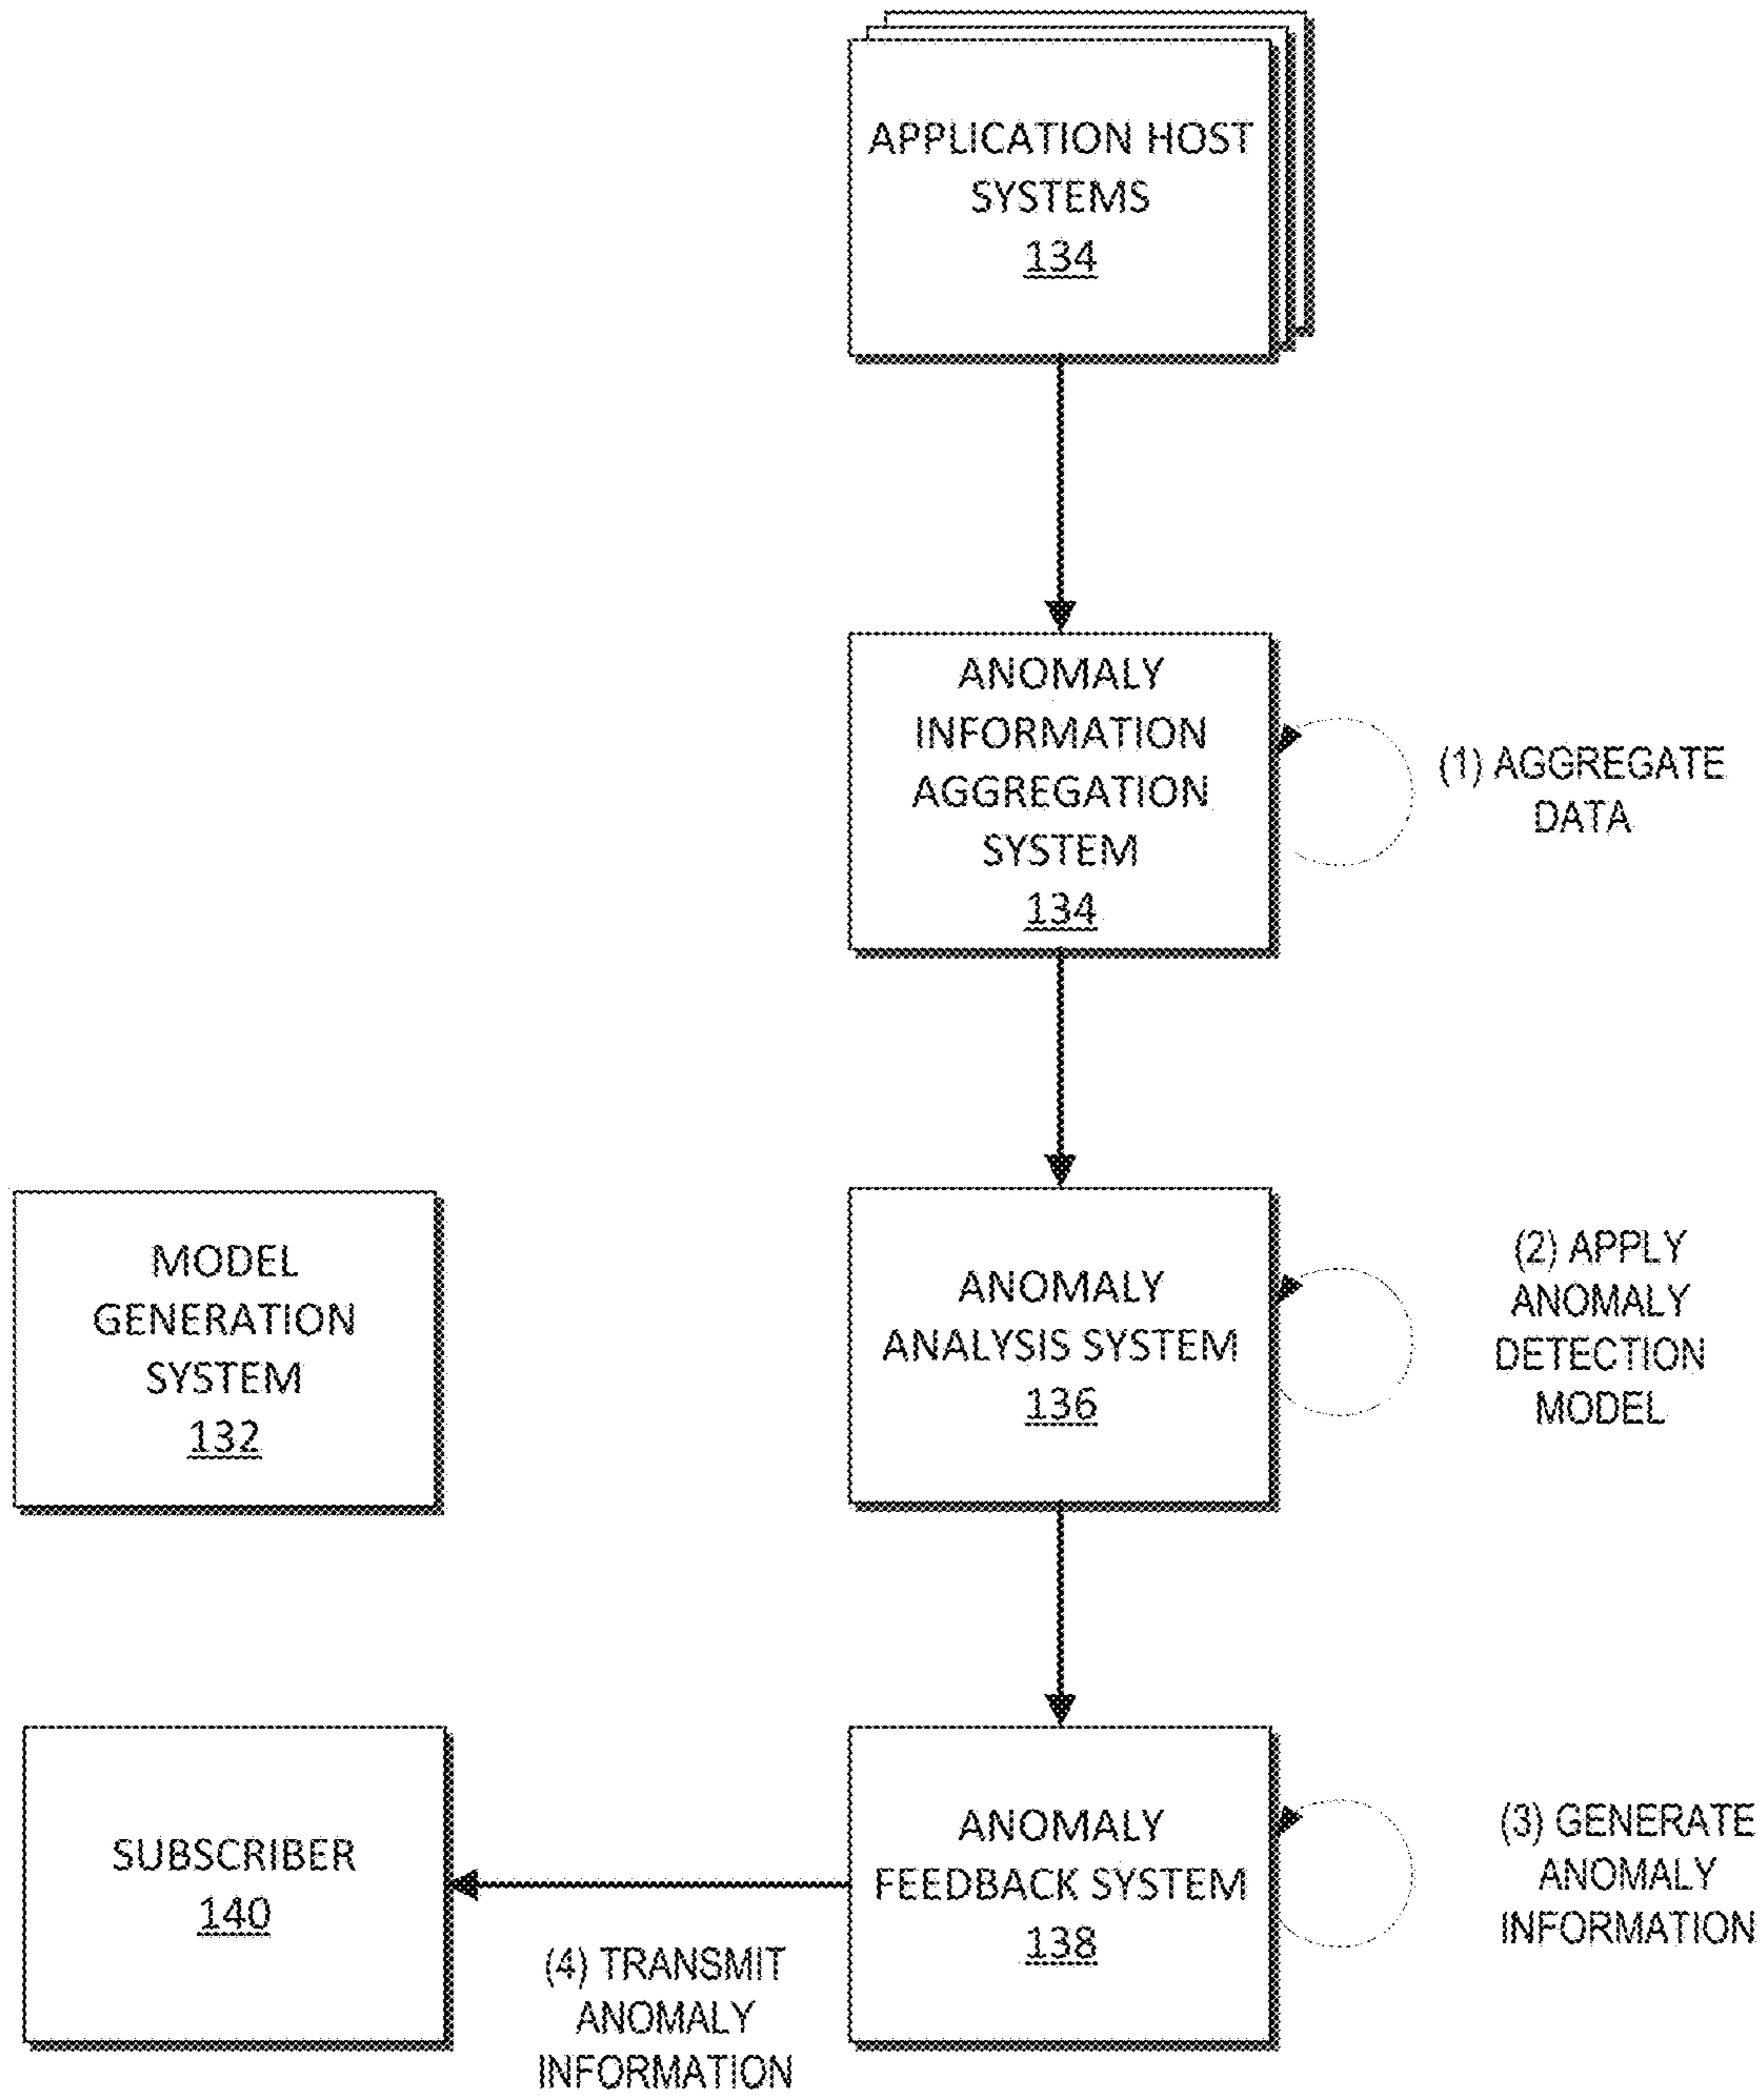 APPLICATION HOST
SYSTEMS
134
ANOMALY
INFORMATION
AGGREGATION
SYSTEM
134
(1) AGGREGATE
DATA
MODEL
GENERATION
SYSTEM
132
ANOMALY
ANALYSIS SYSTEM
136
(2) APPLY
ANOMALY
DETECTION
MODEL
SUBSCRIBER
140
(4) TRANSMIT
ANOMALY
INFORMATION
ANOMALY
FEEDBACK SYSTEM
138
(3) GENERATE
ANOMALY
INFORMATION